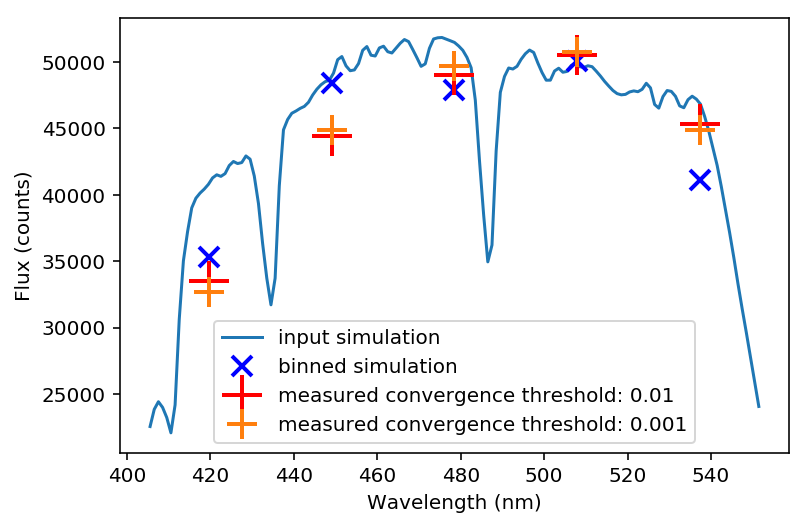 50000
45000
40000
35000
30000
25000
Flux (counts)
input simulation
binned simulation
measured convergence threshold: 0.01
measured convergence threshold: 0.001
400 420 440 460 480 500 520 540
Wavelength (nm)